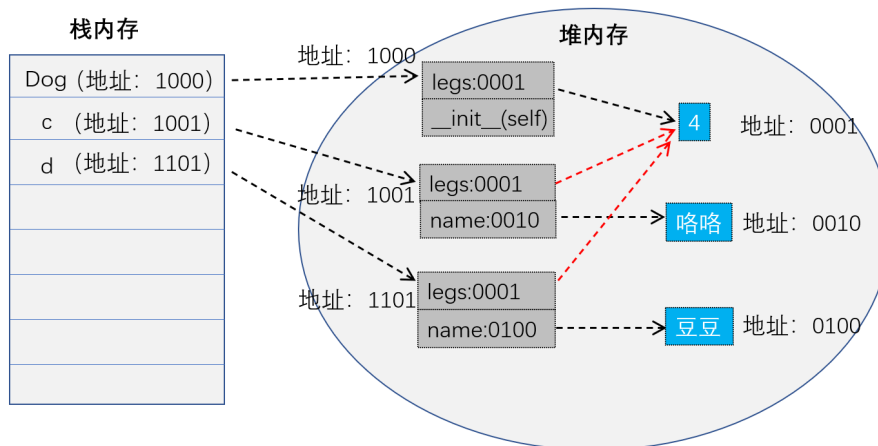 栈内存
Dog (地址：1000)
c (地址：1001)
d (地址：1101)
堆内存
地址：1000
legs:0001
__init__(self)
4
地址：0001
地址：1001
legs:0001
name:0010
咯咯
地址：0010
地址：1101
legs:0001
name:0100
豆豆
地址：0100